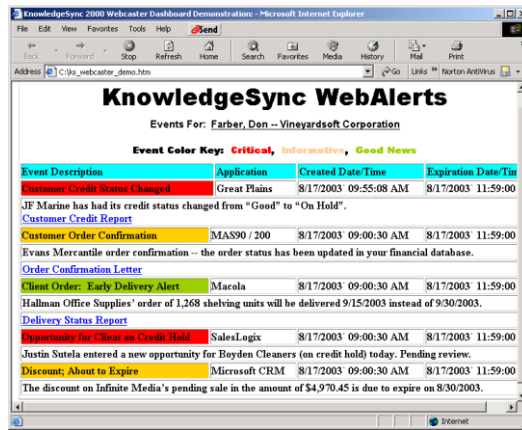 KnowledgeSync 2000 Webcaster Dashboard Demonstration: - Microsoft Internet Explorer
File Edit View Favorites Tools Help @Send
Back Forward Stop Refresh Home Search Favorites Media History Mail Print
Address C:\ks_webcaster_demo.htm Go Links » Norton AntiVirus
KnowledgeSync WebAlerts
Events For: Farber, Don -- Vineyardsoft Corporation
Event Color Key: Critical, Informative, Good News
Event Description Application Created Date/Time Expiration Date/Tim
Customer Credit Status Changed Great Plains 8/17/2003` 09:55:08 AM 8/17/2003` 11:59:00
JF Marine has had its credit status changed from "Good" to "On Hold".
Customer Credit Report
Customer Order Confirmation MAS90 / 200 8/17/2003` 09:00:30 AM 8/17/2003` 11:59:00
Evans Mercantile order confirmation -- the order status has been updated in your financial database.
Order Confirmation Letter
Client Order: Early Delivery Alert Macola 8/17/2003` 09:00:30 AM 8/17/2003` 11:59:00
Hallman Office Supplies' order of 1,268 shelving units will be delivered 9/15/2003 instead of 9/30/2003.
Delivery Status Report
Opportunity for Client on Credit Hold SalesLogix 8/17/2003` 09:00:30 AM 8/17/2003` 11:59:00
Justin Sutela entered a new opportunity for Boyden Cleaners (on credit hold) today. Pending review.
Discount; About to Expire Microsoft CRM 8/17/2003` 09:00:30 AM 8/17/2003` 11:59:00
The discount on Infinite Media's pending sale in the amount of $4,970.45 is due to expire on 8/30/2003.
Internet